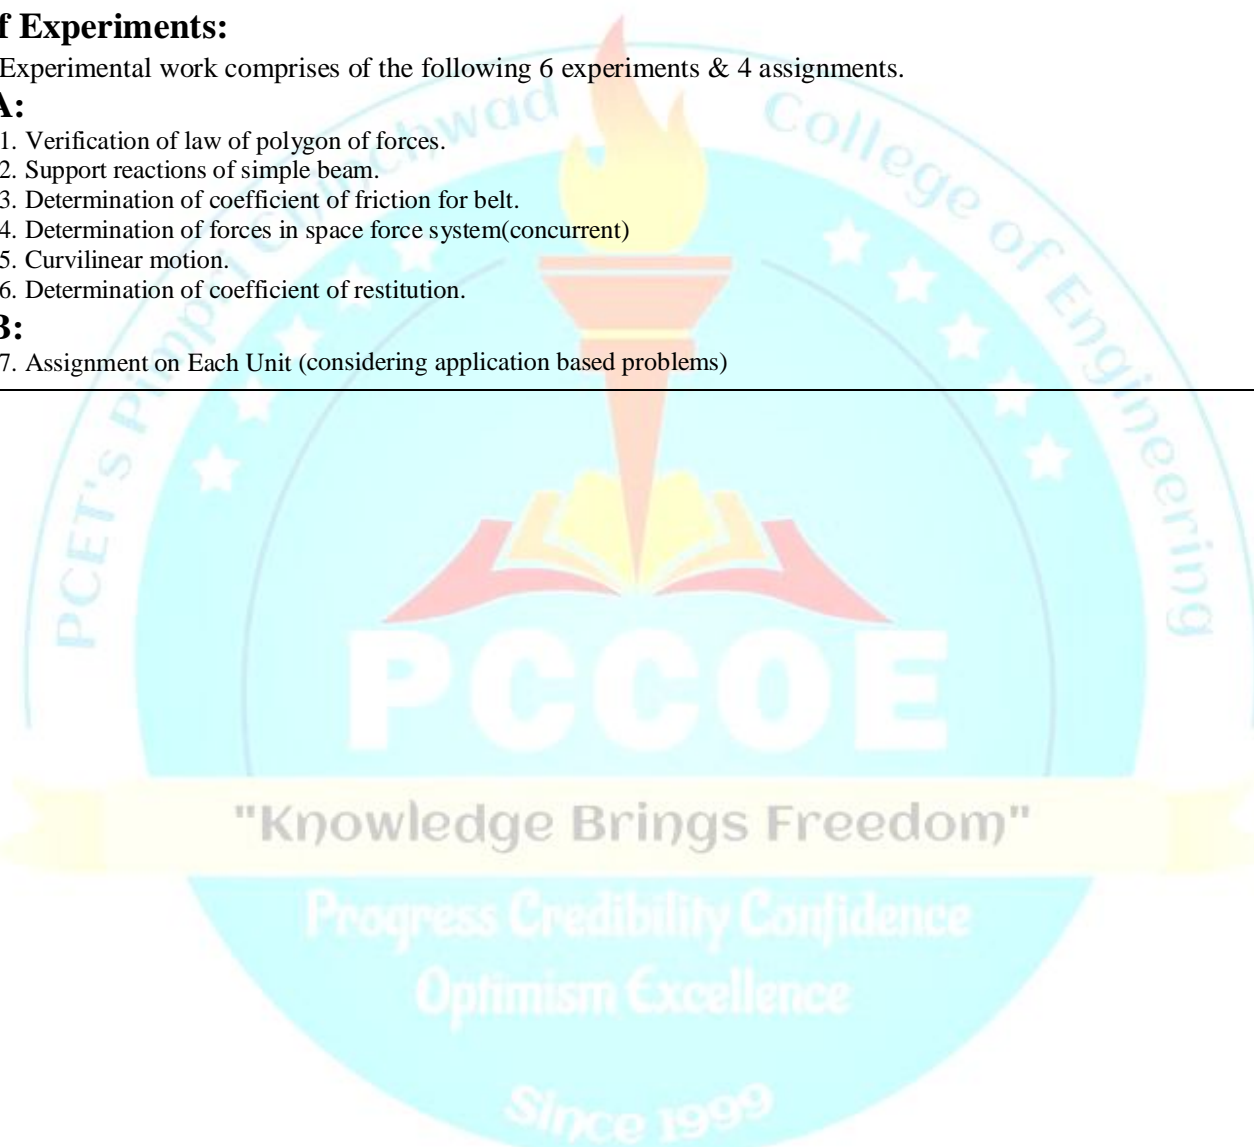 f Experiments:
Experimental work comprises of the following 6 experiments & 4 assignments.
A:
1. Verification of law of polygon of forces.
2. Support reactions of simple beam.
3. Determination of coefficient of friction for belt.
4. Determination of forces in space force system(concurrent)
5. Curvilinear motion.
6. Determination of coefficient of restitution.
B:
7. Assignment on Each Unit (considering application based problems)
PCET's Pimpri Chinchwad College of Engineering
PCCOE
"Knowledge Brings Freedom"
Progress Credibility Confidence
Optimism Excellence
Since 1999